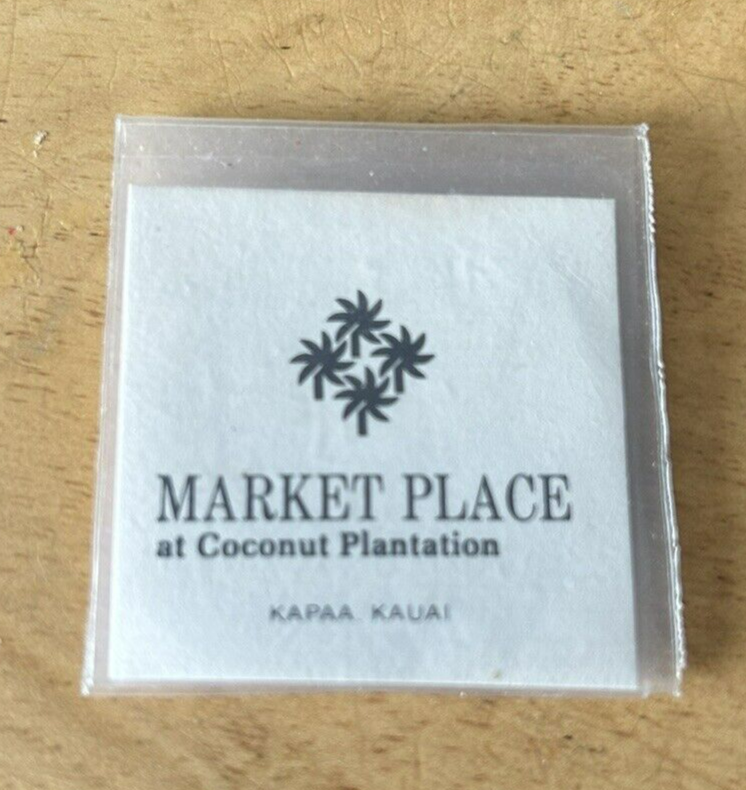 MARKET PLACE
at Coconut Plantation
KAPAA KAUAI